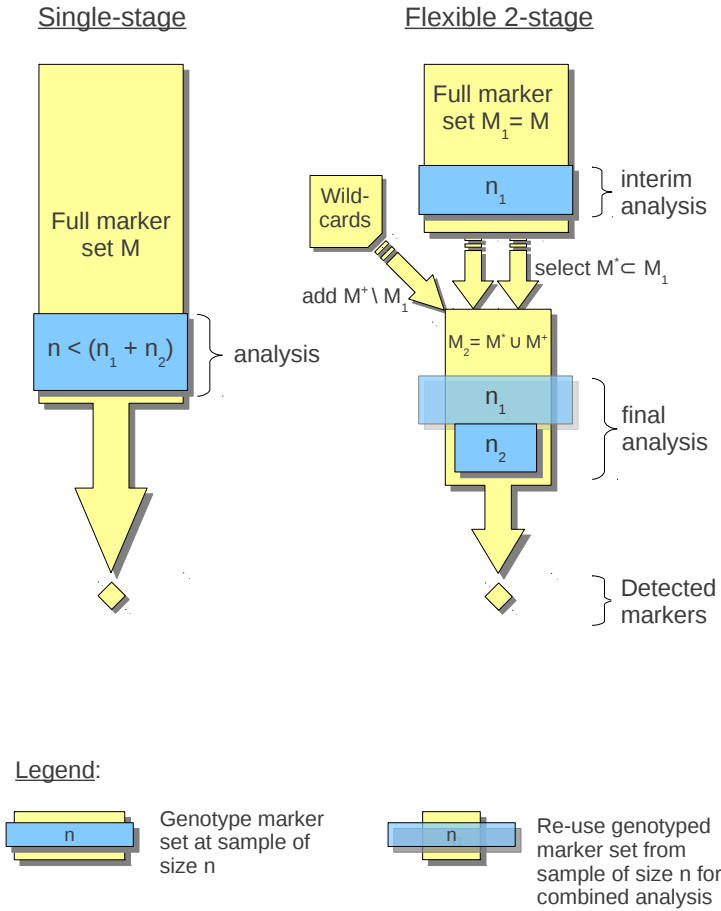 Single-stage
Flexible 2-stage
Full marker
set M
n < (n₁ + n₂)
analysis
Full marker
set M₁= M
n₁
interim
analysis
Wild-
cards
add M⁺ \ M₁
select M*⊂ M₁
M₂= M* ∪ M⁺
n₁
n₂
final
analysis
Detected
markers
Legend:
n
Genotype marker
set at sample of
size n
n
Re-use genotyped
marker set from
sample of size n for
combined analysis